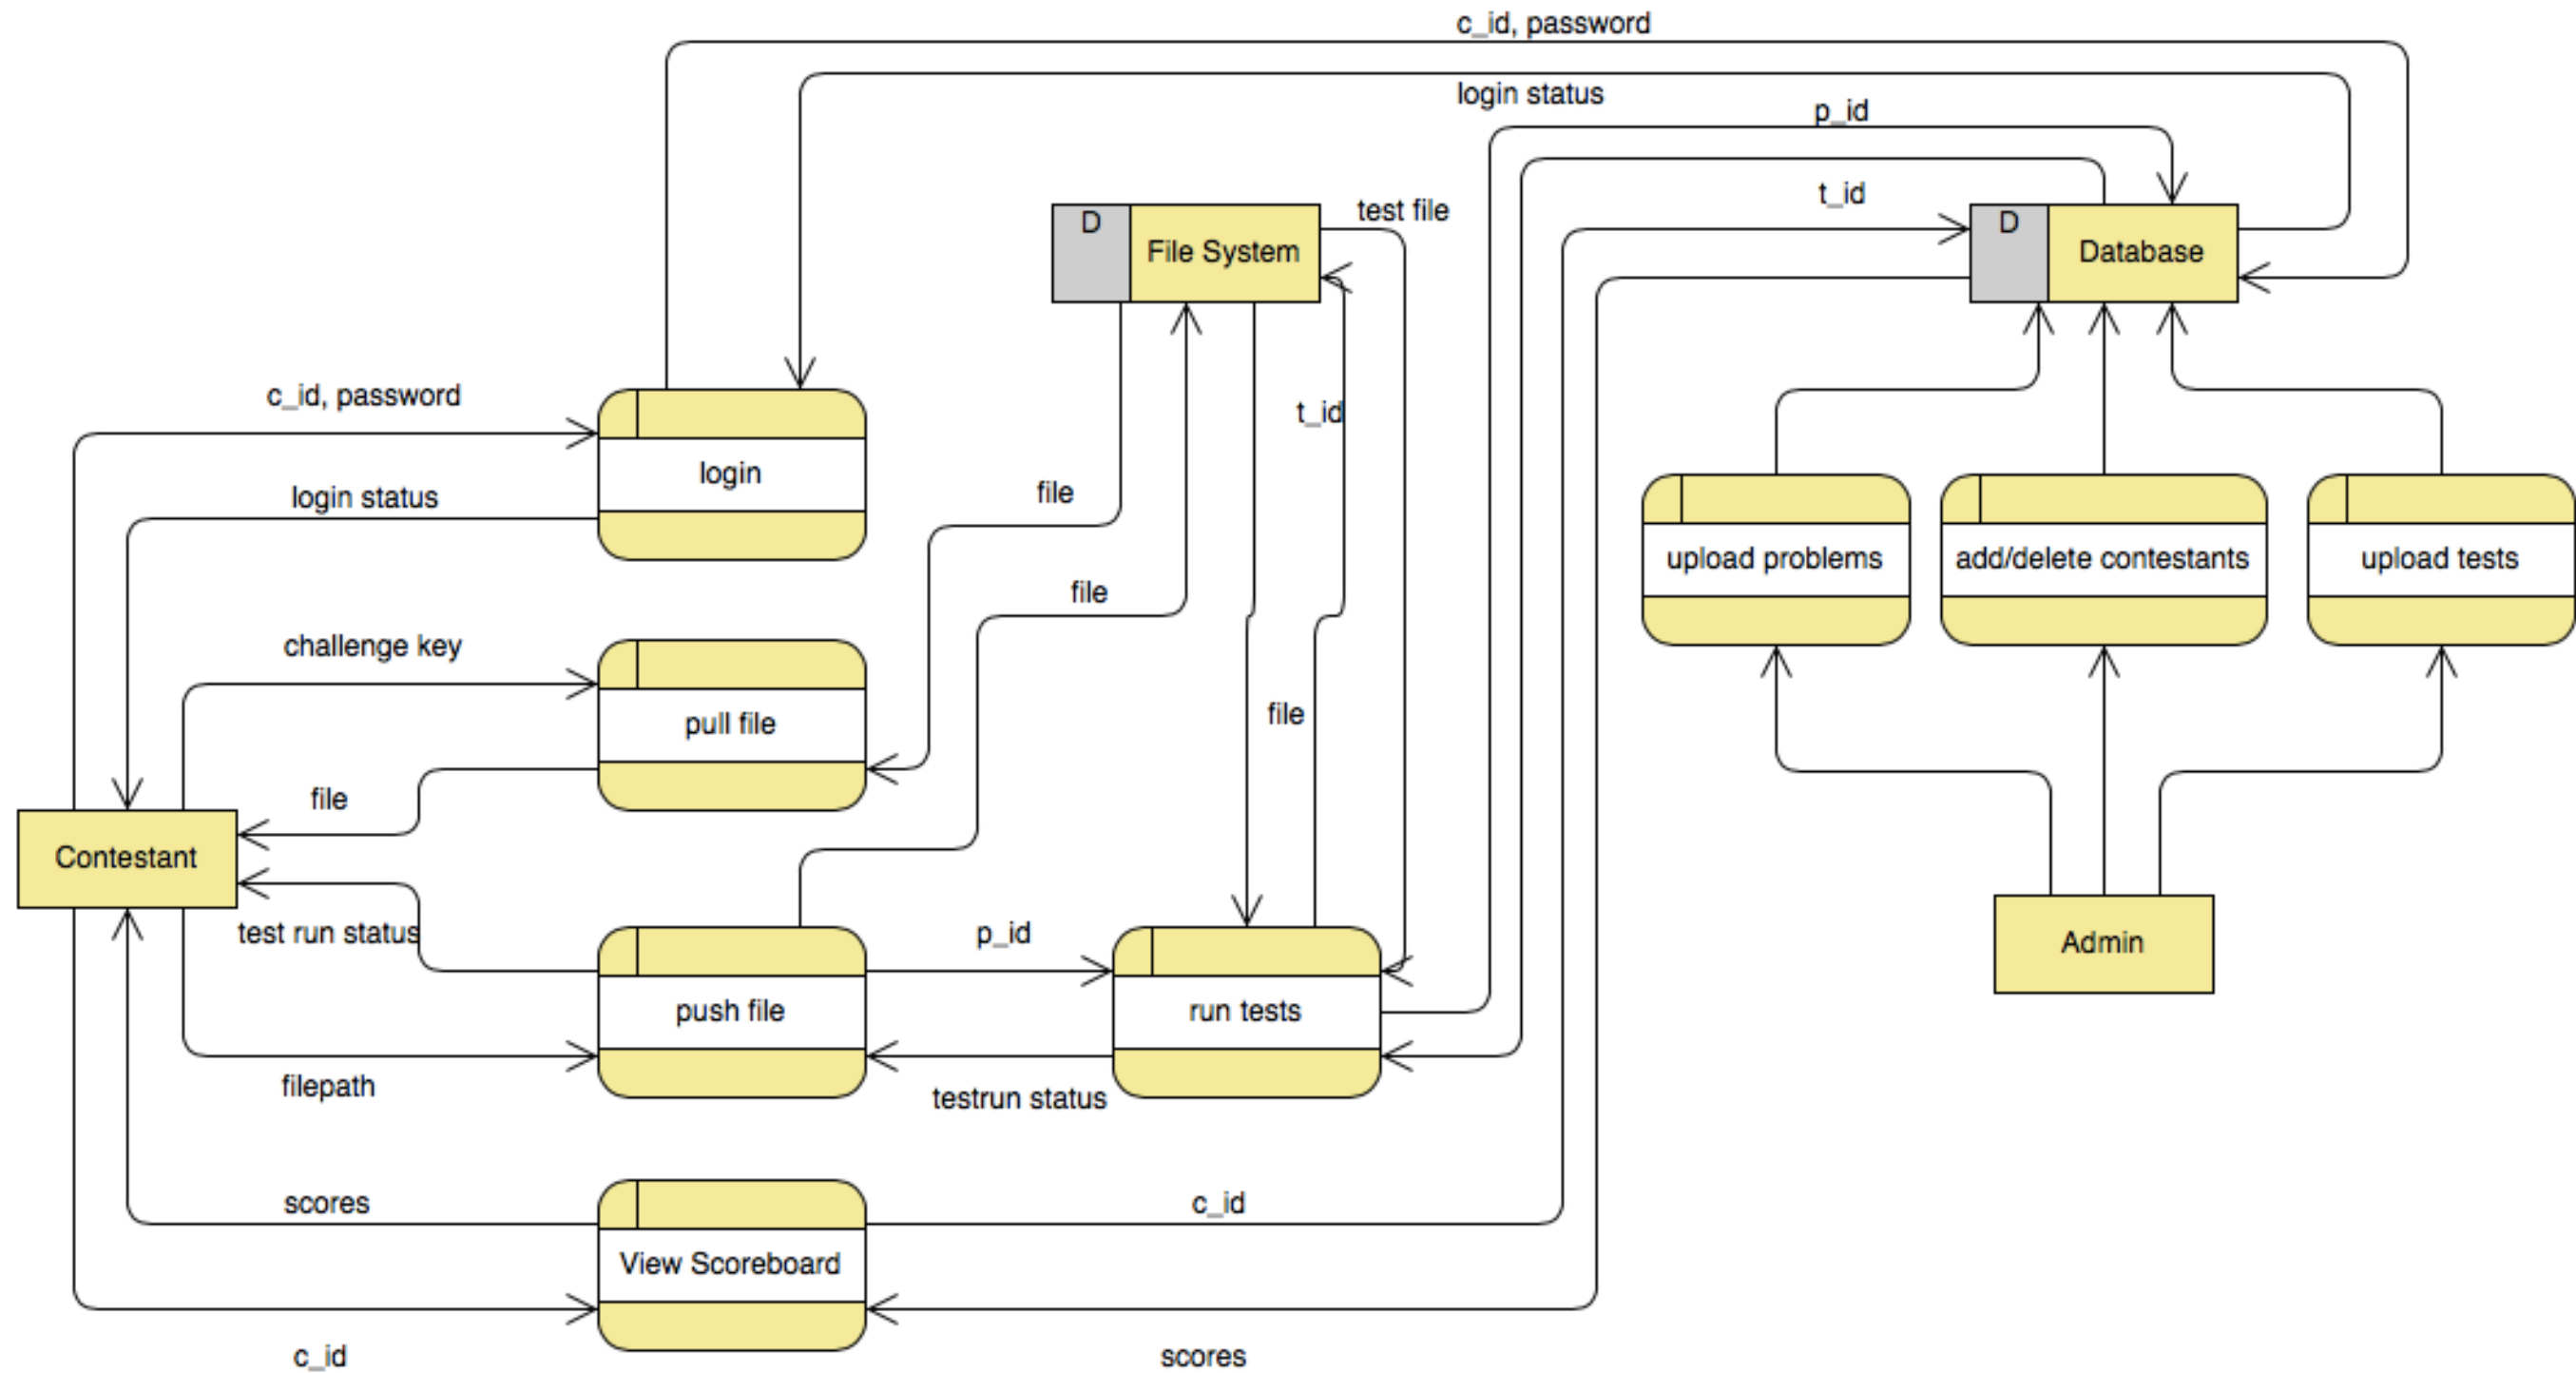 c_id, password
login status
p_id
t_id
D
File System
test file
D
Database
c_id, password
login
t_id
login status
file
upload problems
add/delete contestants
upload tests
file
challenge key
pull file
file
file
Contestant
test run status
p_id
Admin
push file
run tests
filepath
testrun status
scores
c_id
View Scoreboard
c_id
scores